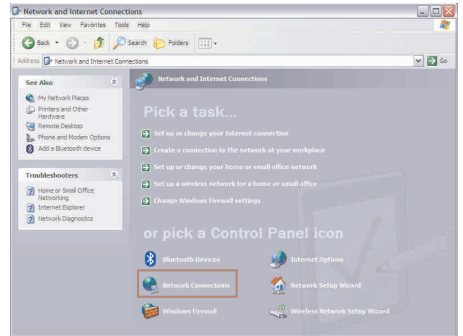 Network and Internet Connections
File Edit View Favorites Tools Help
Back Search Folders
Address Network and Internet Connections Go
See Also
My Network Places
Printers and Other
Hardware
Remote Desktop
Phone and Modem Options
Add a Bluetooth device
Troubleshooters
Home or Small Office
Networking
Internet Explorer
Network Diagnostics
Network and Internet Connections
Pick a task...
Set up or change your Internet connection
Create a connection to the network at your workplace
Set up or change your home or small office network
Set up a wireless network for a home or small office
Change Windows Firewall settings
or pick a Control Panel icon
Bluetooth Devices Internet Options
Network Connections Network Setup Wizard
Windows Firewall Wireless Network Setup Wizard